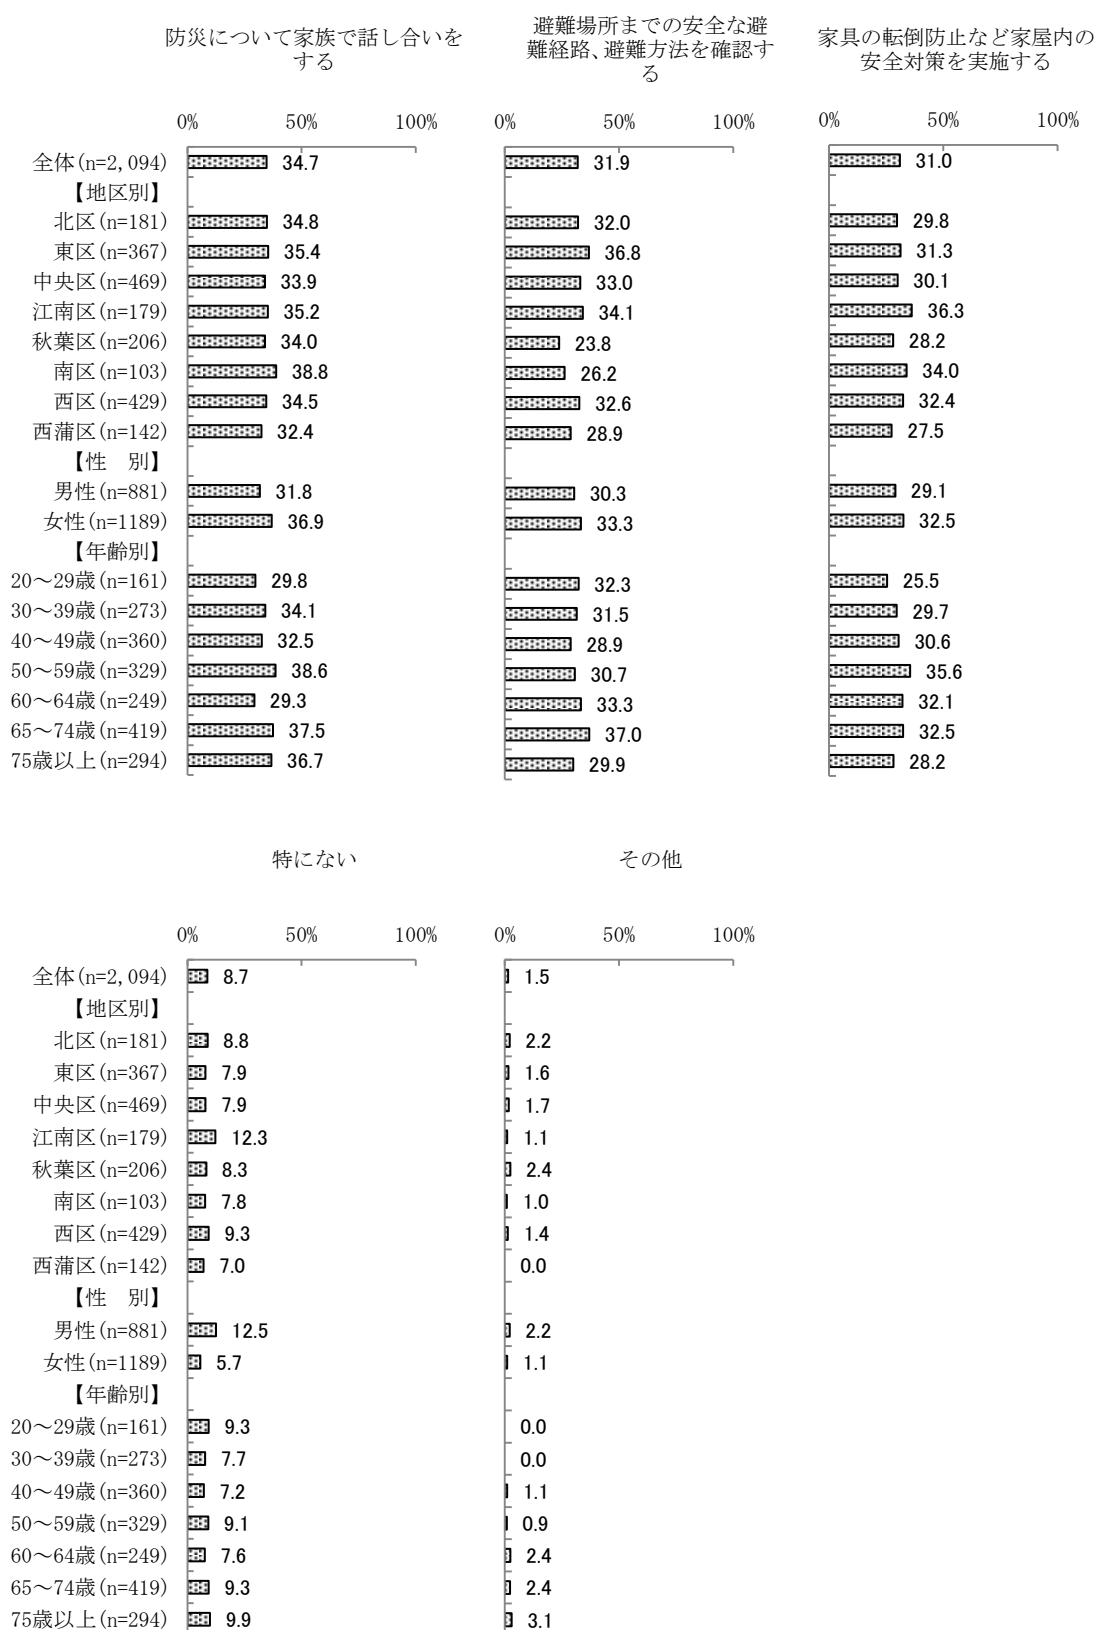 防災について家族で話し合いを
する
避難場所までの安全な避
難経路、避難方法を確認す
る
家具の転倒防止など家屋内の
安全対策を実施する
0% 50% 100% 0% 50% 100% 0% 50% 100%
全体(n=2,094) 34.7 31.9 31.0
【地区別】
北区(n=181) 34.8 32.0 29.8
東区(n=367) 35.4 36.8 31.3
中央区(n=469) 33.9 33.0 30.1
江南区(n=179) 35.2 34.1 36.3
秋葉区(n=206) 34.0 23.8 28.2
南区(n=103) 38.8 26.2 34.0
西区(n=429) 34.5 32.6 32.4
西蒲区(n=142) 32.4 28.9 27.5
【性　別】
男性(n=881) 31.8 30.3 29.1
女性(n=1189) 36.9 33.3 32.5
【年齢別】
20～29歳(n=161) 29.8 32.3 25.5
30～39歳(n=273) 34.1 31.5 29.7
40～49歳(n=360) 32.5 28.9 30.6
50～59歳(n=329) 38.6 30.7 35.6
60～64歳(n=249) 29.3 33.3 32.1
65～74歳(n=419) 37.5 37.0 32.5
75歳以上(n=294) 36.7 29.9 28.2
特にない その他
0% 50% 100% 0% 50% 100%
全体(n=2,094) 8.7 1.5
【地区別】
北区(n=181) 8.8 2.2
東区(n=367) 7.9 1.6
中央区(n=469) 7.9 1.7
江南区(n=179) 12.3 1.1
秋葉区(n=206) 8.3 2.4
南区(n=103) 7.8 1.0
西区(n=429) 9.3 1.4
西蒲区(n=142) 7.0 0.0
【性　別】
男性(n=881) 12.5 2.2
女性(n=1189) 5.7 1.1
【年齢別】
20～29歳(n=161) 9.3 0.0
30～39歳(n=273) 7.7 0.0
40～49歳(n=360) 7.2 1.1
50～59歳(n=329) 9.1 0.9
60～64歳(n=249) 7.6 2.4
65～74歳(n=419) 9.3 2.4
75歳以上(n=294) 9.9 3.1